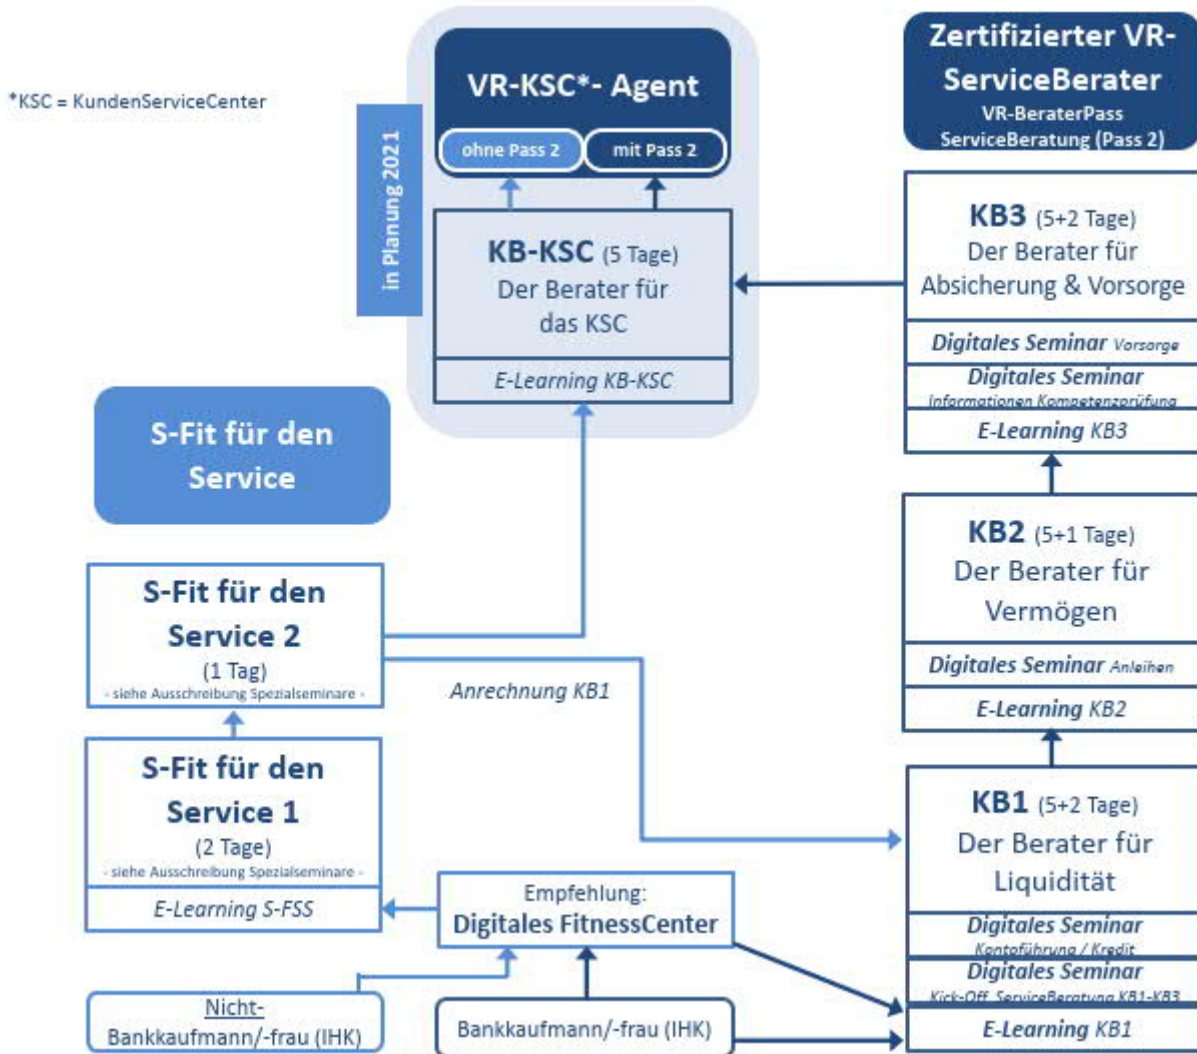 *KSC = KundenServiceCenter
in Planung 2021
VR-KSC*- Agent
ohne Pass 2
mit Pass 2
KB-KSC (5 Tage)
Der Berater für
das KSC
E-Learning KB-KSC
Zertifizierter VR-
ServiceBerater
VR-BeraterPass
ServiceBeratung (Pass 2)
KB3 (5+2 Tage)
Der Berater für
Absicherung & Vorsorge
Digitales Seminar Vorsorge
Digitales Seminar
Informationen Kompetenzprüfung
E-Learning KB3
S-Fit für den
Service
KB2 (5+1 Tage)
Der Berater für
Vermögen
Digitales Seminar Anleihen
E-Learning KB2
S-Fit für den
Service 2
(1 Tag)
- siehe Ausschreibung Spezialseminare -
Anrechnung KB1
S-Fit für den
Service 1
(2 Tage)
- siehe Ausschreibung Spezialseminare -
E-Learning S-FSS
KB1 (5+2 Tage)
Der Berater für
Liquidität
Digitales Seminar
Kontoführung / Kredit
Digitales Seminar
Kick-Off ServiceBeratung KB1-KB3
E-Learning KB1
Empfehlung:
Digitales FitnessCenter
Nicht-
Bankkaufmann/-frau (IHK)
Bankkaufmann/-frau (IHK)